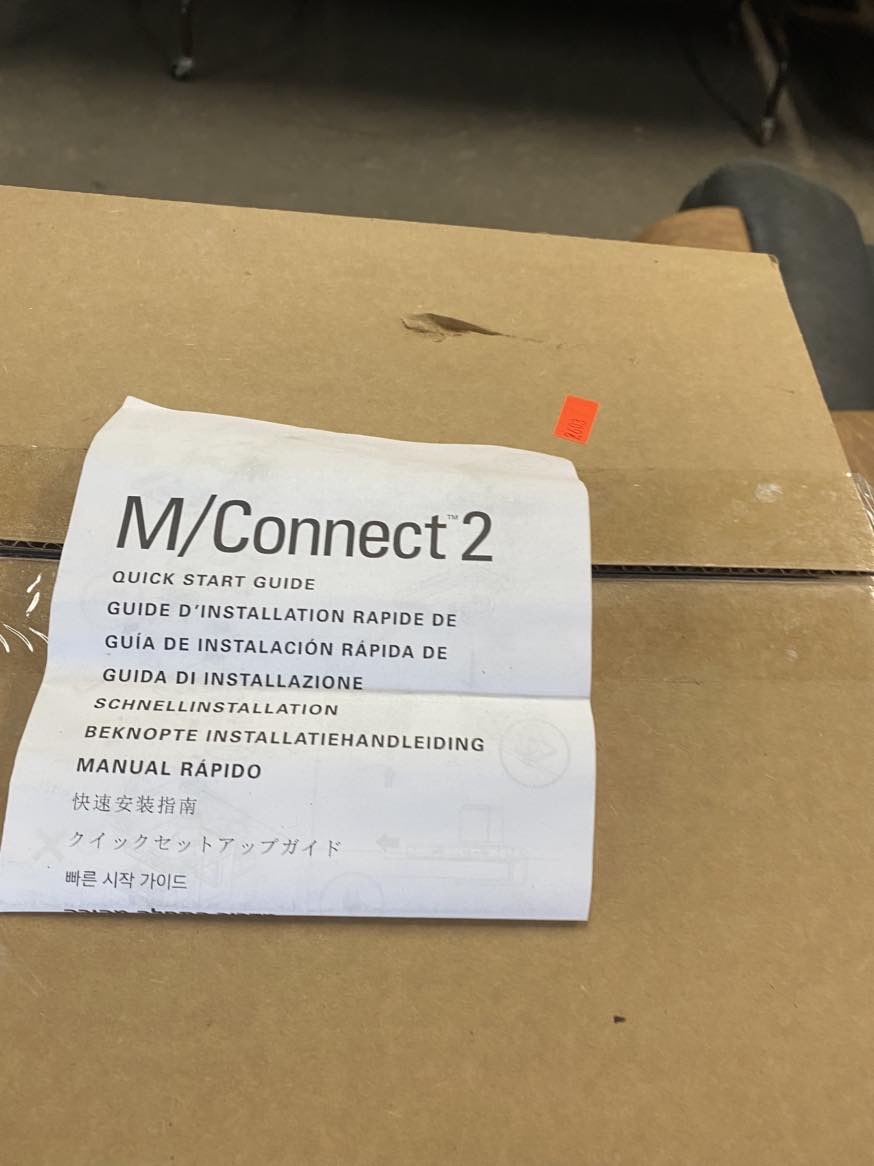 2603
M/Connect™2
QUICK START GUIDE
GUIDE D'INSTALLATION RAPIDE DE
GUÍA DE INSTALACIÓN RÁPIDA DE
GUIDA DI INSTALLAZIONE
SCHNELLINSTALLATION
BEKNOPTE INSTALLATIEHANDLEIDING
MANUAL RÁPIDO
快速安装指南
クイックセットアップガイド
빠른 시작 가이드